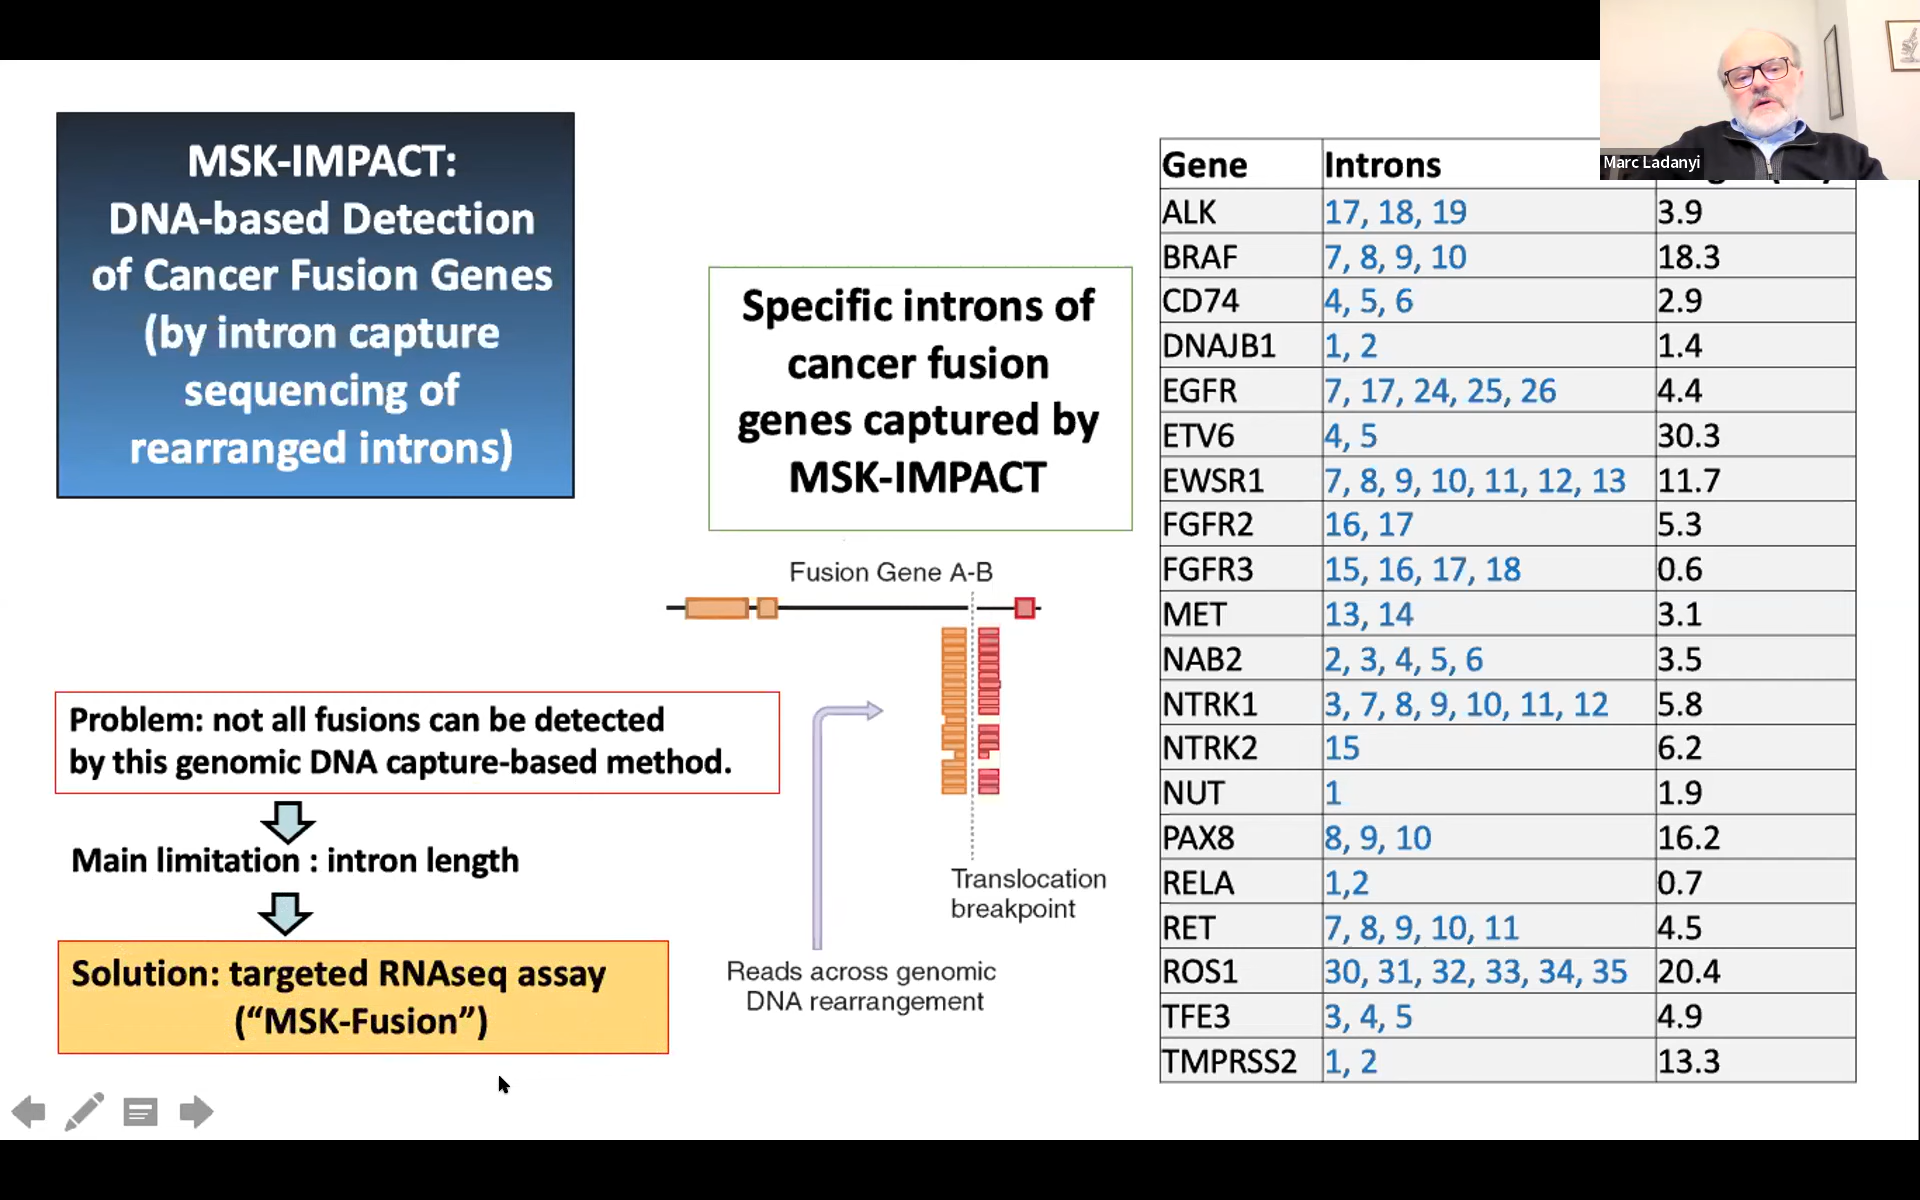 MSK-IMPACT:
DNA-based Detection
of Cancer Fusion Genes
(by intron capture
sequencing of
rearranged introns)
Specific introns of
cancer fusion
genes captured by
MSK-IMPACT
Fusion Gene A-B
Translocation
breakpoint
Reads across genomic
DNA rearrangement
Problem: not all fusions can be detected
by this genomic DNA capture-based method.
Main limitation : intron length
Solution: targeted RNAseq assay
(“MSK-Fusion”)
Marc Ladanyi
Gene Introns
ALK 17, 18, 19 3.9
BRAF 7, 8, 9, 10 18.3
CD74 4, 5, 6 2.9
DNAJB1 1, 2 1.4
EGFR 7, 17, 24, 25, 26 4.4
ETV6 4, 5 30.3
EWSR1 7, 8, 9, 10, 11, 12, 13 11.7
FGFR2 16, 17 5.3
FGFR3 15, 16, 17, 18 0.6
MET 13, 14 3.1
NAB2 2, 3, 4, 5, 6 3.5
NTRK1 3, 7, 8, 9, 10, 11, 12 5.8
NTRK2 15 6.2
NUT 1 1.9
PAX8 8, 9, 10 16.2
RELA 1,2 0.7
RET 7, 8, 9, 10, 11 4.5
ROS1 30, 31, 32, 33, 34, 35 20.4
TFE3 3, 4, 5 4.9
TMPRSS2 1, 2 13.3